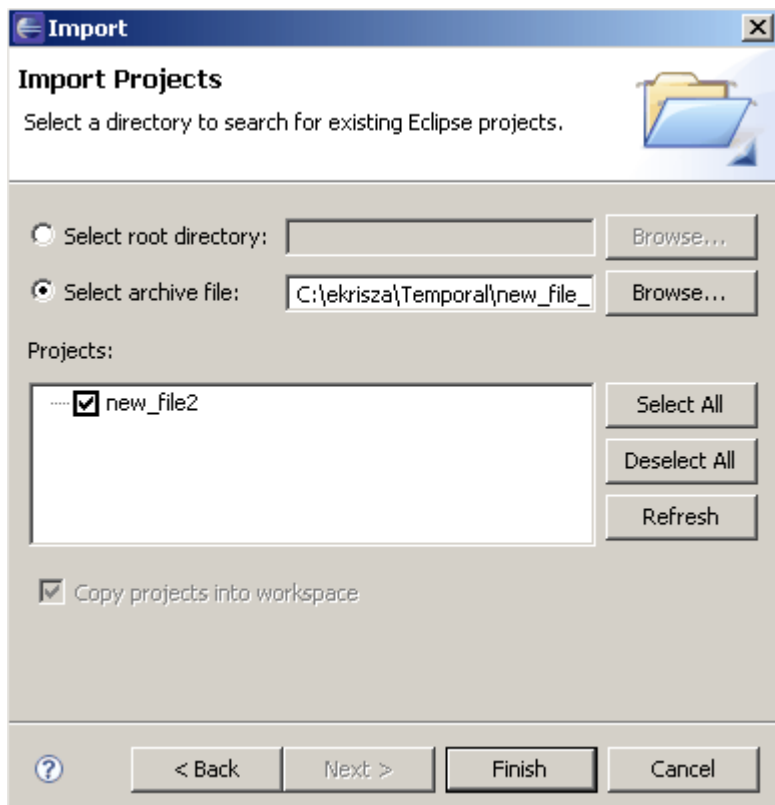 Import
Import Projects
Select a directory to search for existing Eclipse projects.
Select root directory: Browse...
Select archive file: C:\ekrisza\Temporal\new_file_ Browse...
Projects:
new_file2 Select All
Deselect All
Refresh
Copy projects into workspace
? < Back Next > Finish Cancel